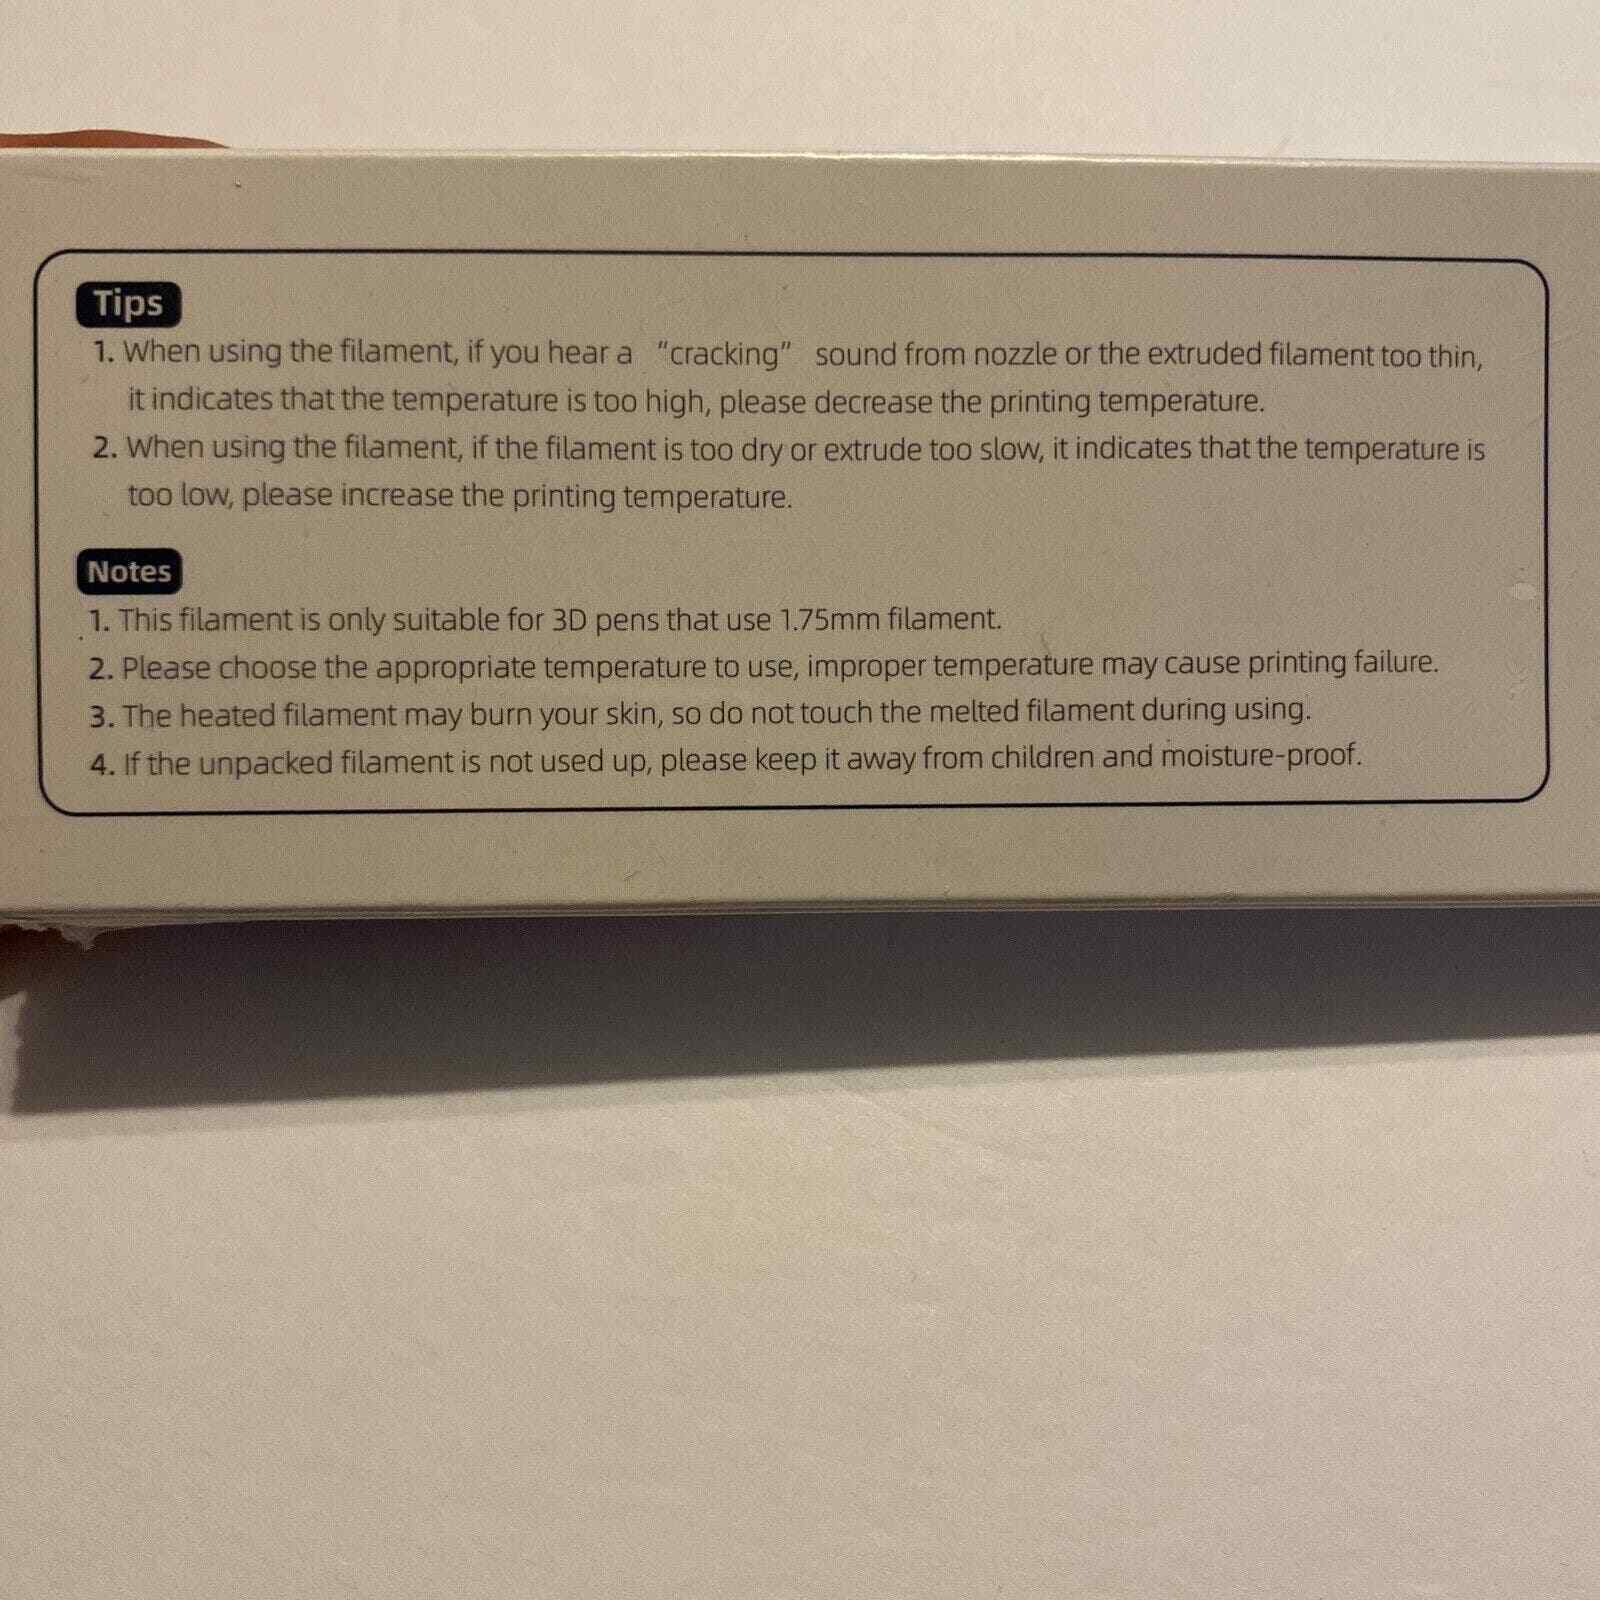 Tips
1. When using the filament, if you hear a “cracking” sound from nozzle or the extruded filament too thin,
it indicates that the temperature is too high, please decrease the printing temperature.
2. When using the filament, if the filament is too dry or extrude too slow, it indicates that the temperature is
too low, please increase the printing temperature.
Notes
1. This filament is only suitable for 3D pens that use 1.75mm filament.
2. Please choose the appropriate temperature to use, improper temperature may cause printing failure.
3. The heated filament may burn your skin, so do not touch the melted filament during using.
4. If the unpacked filament is not used up, please keep it away from children and moisture-proof.